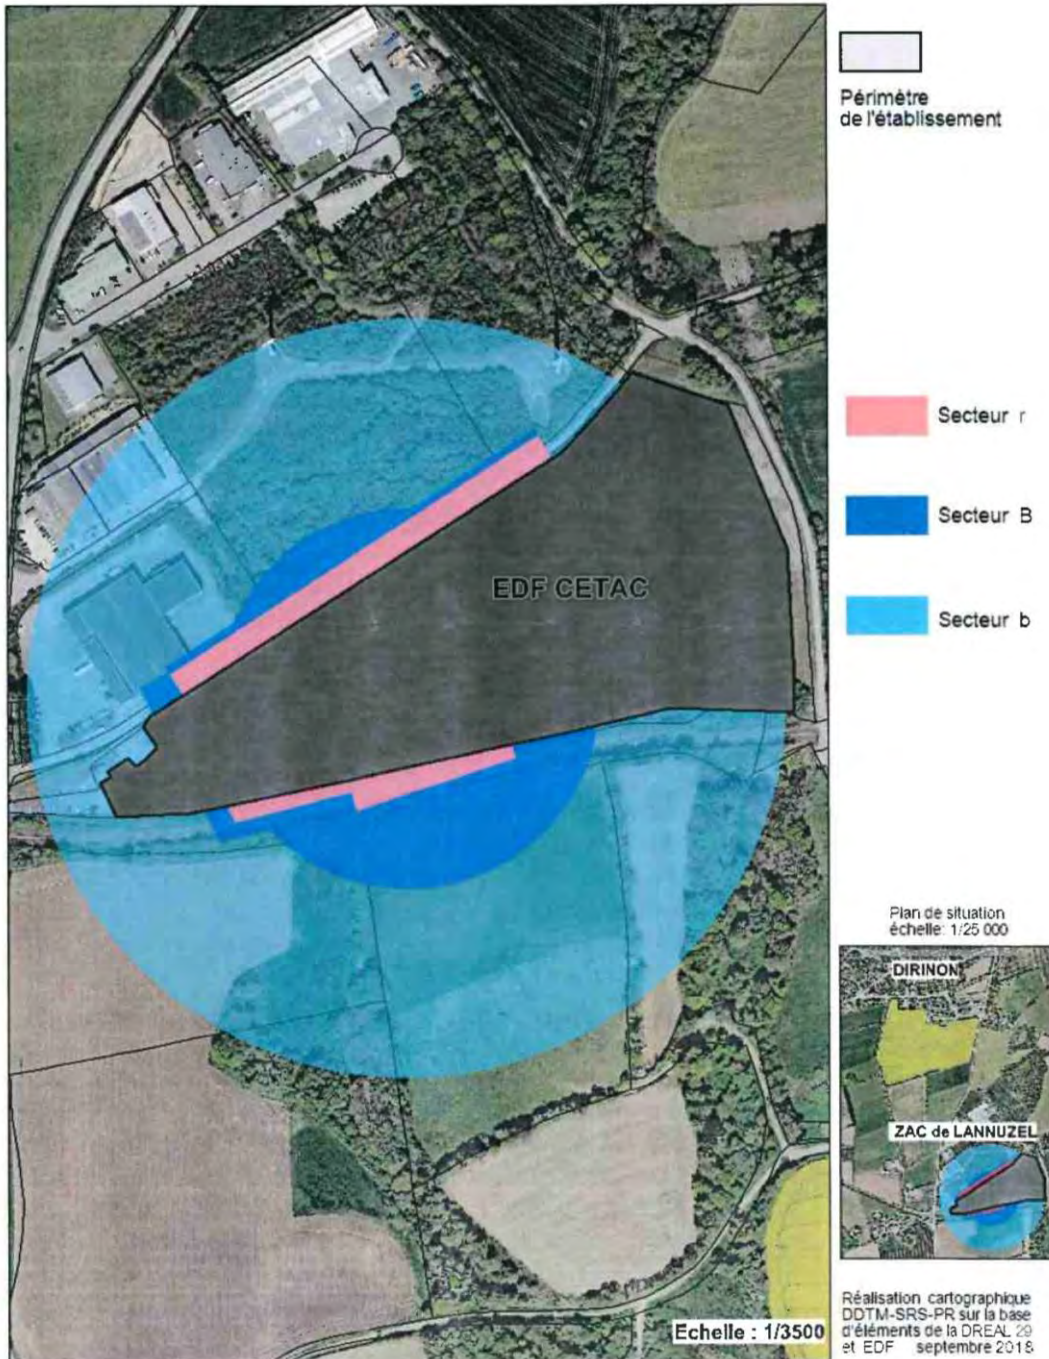 Périmètre
de l'établissement
Secteur r
Secteur B
Secteur b
EDF CETAC
Plan de situation
échelle: 1/25 000
DIRINON
ZAC de LANNUZEL
Echelle : 1/3500
Réalisation cartographique
DDTM-SRS-PR sur la base
d'éléments de la DREAL 29
et EDF septembre 2018